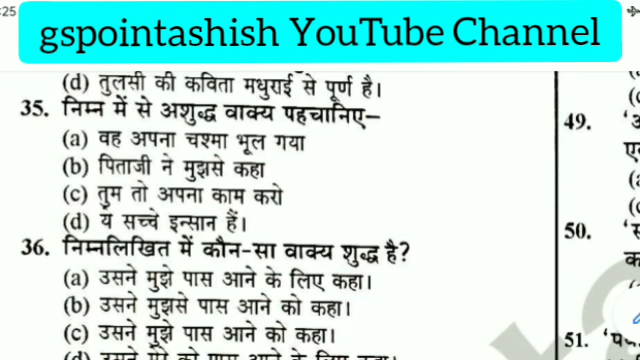 :25
gspointashish YouTube Channel
(d) तुलसी की कविता मधुराई से पूर्ण है।
35. निम्न में से अशुद्ध वाक्य पहचानिए–
(a) वह अपना चश्मा भूल गया
(b) पिताजी ने मुझसे कहा
(c) तुम तो अपना काम करो
(d) ये सच्चे इन्सान हैं।
36. निम्नलिखित में कौन-सा वाक्य शुद्ध है?
(a) उसने मुझे पास आने के लिए कहा।
(b) उसने मुझसे पास आने को कहा।
(c) उसने मुझे पास आने को कहा।
49.
50.
51.